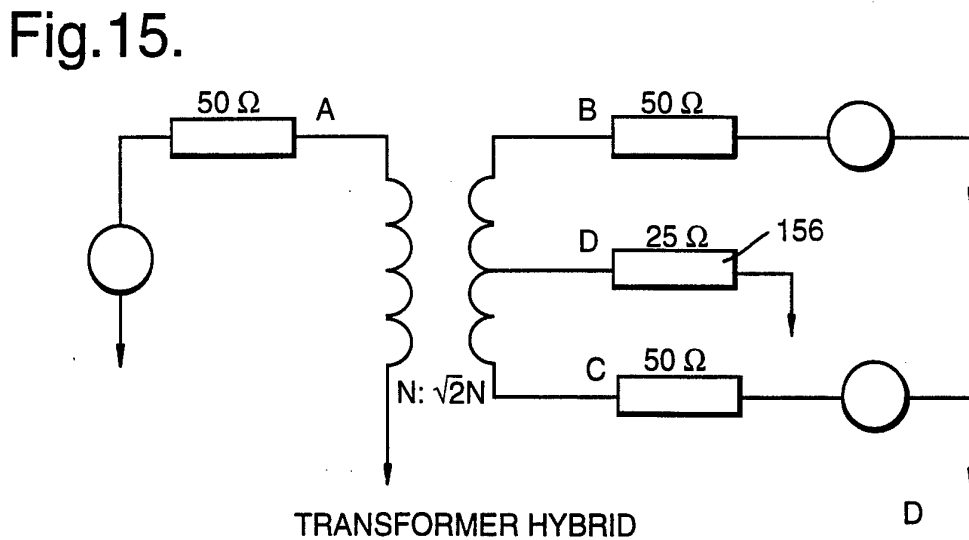 Fig.15.
50 Ω A B 50 Ω
D 25 Ω 156
C 50 Ω
N: √2N
D
TRANSFORMER HYBRID